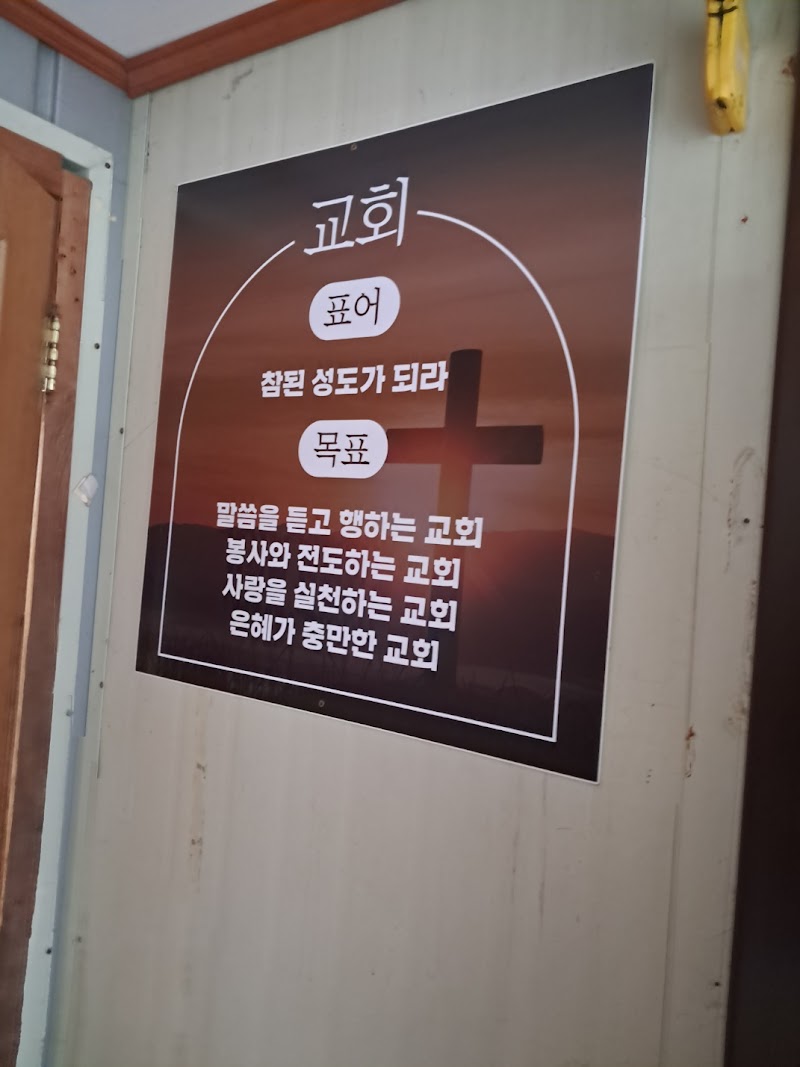 교회
표어
참된 성도가 되라
목표
말씀을 듣고 행하는 교회
봉사와 전도하는 교회
사랑을 실천하는 교회
은혜가 충만한 교회